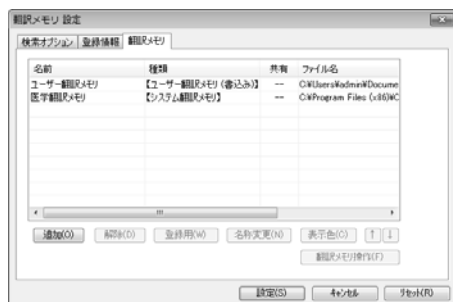 翻訳メモリ 設定
検索オプション 登録情報 翻訳メモリ
名前 種類 共有 ファイル名
ユーザー翻訳メモリ 【ユーザー翻訳メモリ (書込み)】 -- C:¥Users¥admin¥Docume
医学翻訳メモリ 【システム翻訳メモリ】 -- C:¥Program Files (x86)¥C
追加(O) 解除(D) 登録用(W) 名称変更(N) 表示色(C) ↑ ↓
翻訳メモリ操作(F)
設定(S) キャンセル リセット(R)